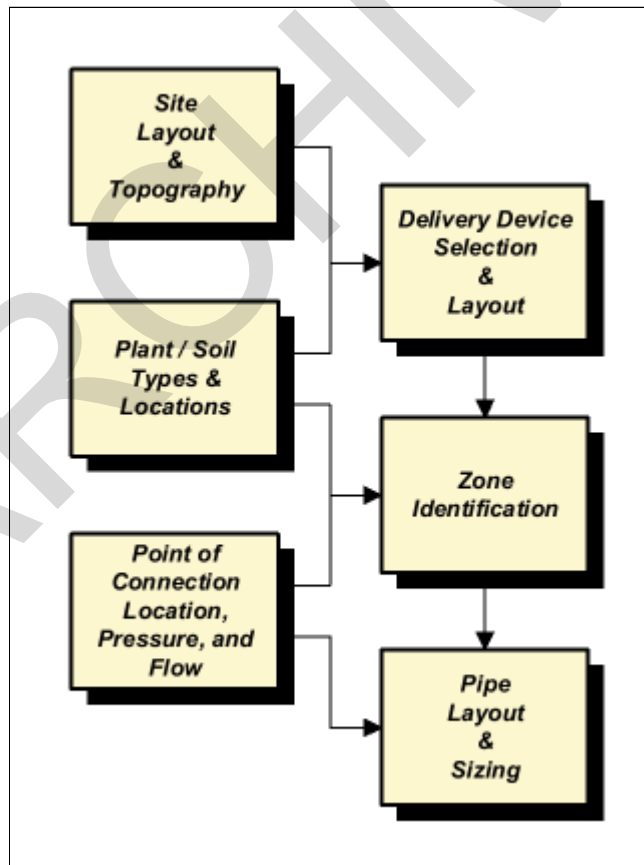 Site
Layout
&
Topography
Delivery Device
Selection
&
Layout
Plant / Soil
Types &
Locations
Zone
Identification
Point of
Connection
Location,
Pressure, and
Flow
Pipe
Layout
&
Sizing